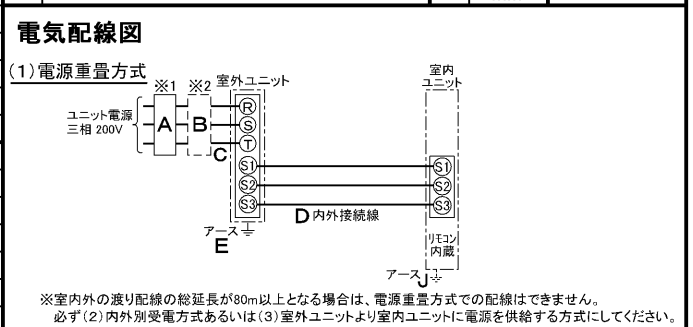 電気配線図
(1)電源重畳方式
※1 ※2 室外ユニット
室内
ユニット
ユニット電源
三相 200V
A B
C
R
S
T
S1
S2
S3
S1
S2
S3
D 内外接続線
アース
E
リモコン
内蔵
アース J
※室内外の渡り配線の総延長が80m以上となる場合は、電源重畳方式での配線はできません。
必ず(2)内外別受電方式あるいは(3)室外ユニットより室内ユニットに電源を供給する方式にしてください。